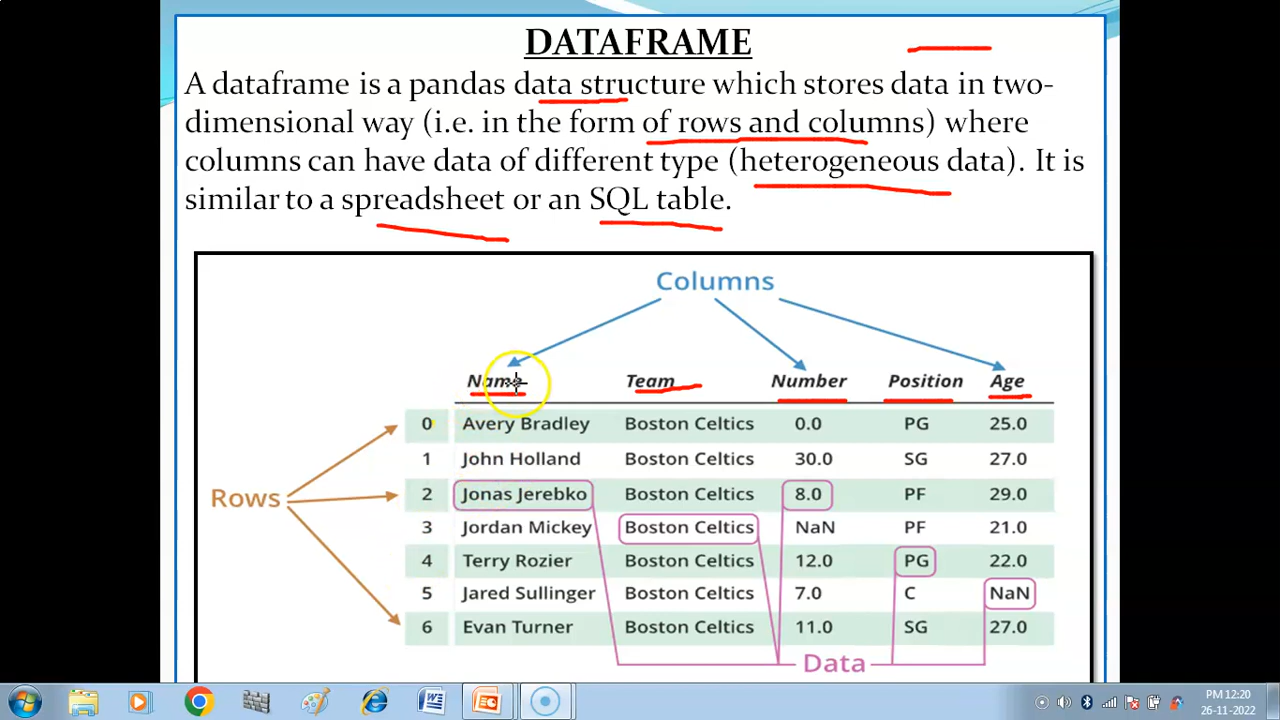 DATAFRAME
A dataframe is a pandas data structure which stores data in two-
dimensional way (i.e. in the form of rows and columns) where
columns can have data of different type (heterogeneous data). It is
similar to a spreadsheet or an SQL table.
Columns
Name Team Number Position Age
0 Avery Bradley Boston Celtics 0.0 PG 25.0
1 John Holland Boston Celtics 30.0 SG 27.0
Rows
2 Jonas Jerebko Boston Celtics 8.0 PF 29.0
3 Jordan Mickey Boston Celtics NaN PF 21.0
4 Terry Rozier Boston Celtics 12.0 PG 22.0
5 Jared Sullinger Boston Celtics 7.0 C NaN
6 Evan Turner Boston Celtics 11.0 SG 27.0
Data
PM 12:20
26-11-2022